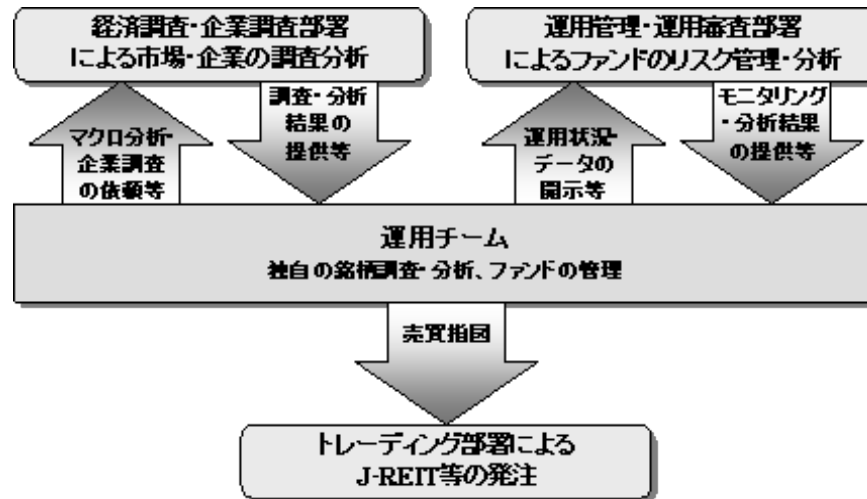 経済調査・企業調査部署
による市場・企業の調査分析
運用管理・運用審査部署
によるファンドのリスク管理・分析
マクロ分析・
企業調査
の依頼等
調査・分析
結果の
提供等
運用状況・
データの
開示等
モニタリング
・分析結果
の提供等
運用チーム
独自の銘柄調査・分析、ファンドの管理
売買指図
トレーディング部署による
J-REIT等の発注